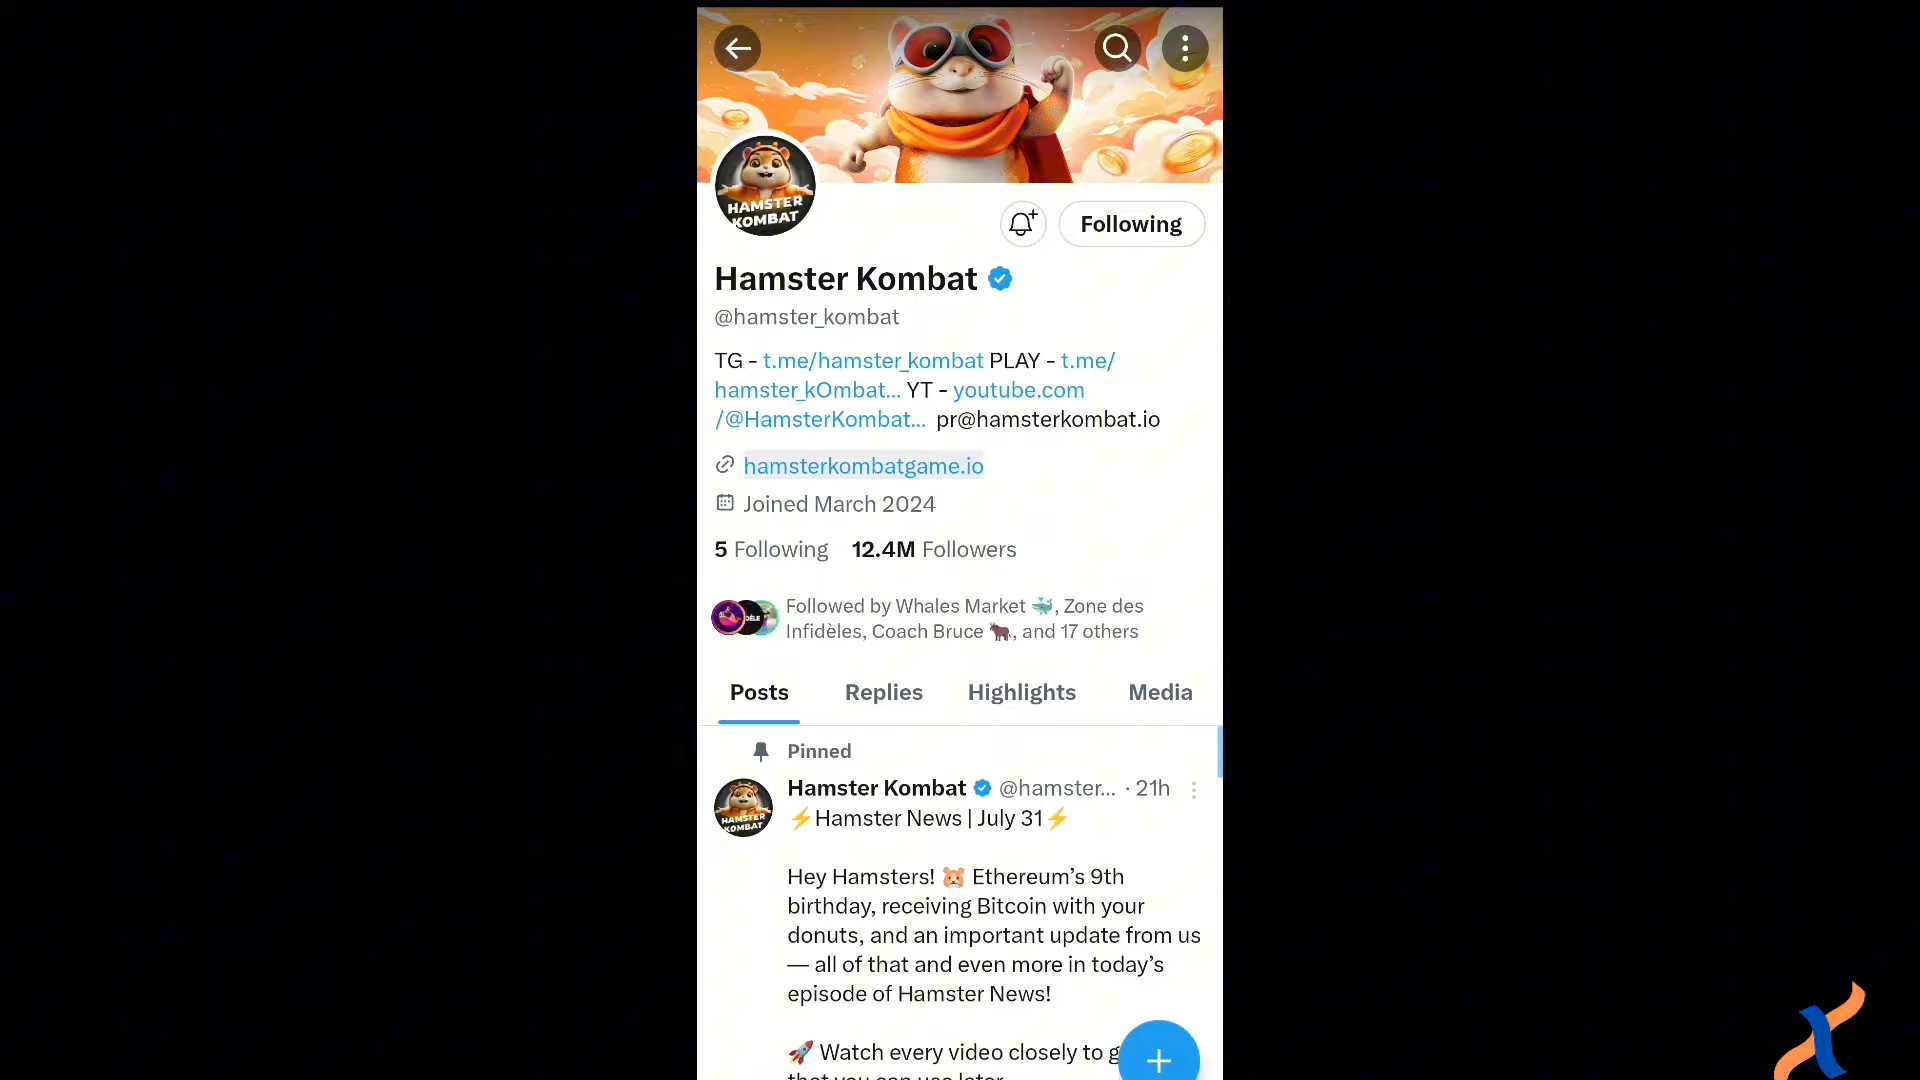 HAMSTER
KOMBAT
Following
Hamster Kombat
@hamster_kombat
TG - t.me/hamster_kombat PLAY - t.me/
hamster_kOmbat... YT - youtube.com
/@HamsterKombat... pr@hamsterkombat.io
hamsterkombatgame.io
Joined March 2024
5 Following 12.4M Followers
Followed by Whales Market 🐳, Zone des
Infidèles, Coach Bruce 🐂, and 17 others
Posts Replies Highlights Media
Pinned
Hamster Kombat @hamster... · 21h
⚡Hamster News | July 31⚡
HAMSTER
KOMBAT
Hey Hamsters! 🐹 Ethereum’s 9th
birthday, receiving Bitcoin with your
donuts, and an important update from us
— all of that and even more in today’s
episode of Hamster News!
🚀 Watch every video closely to
that you can use later